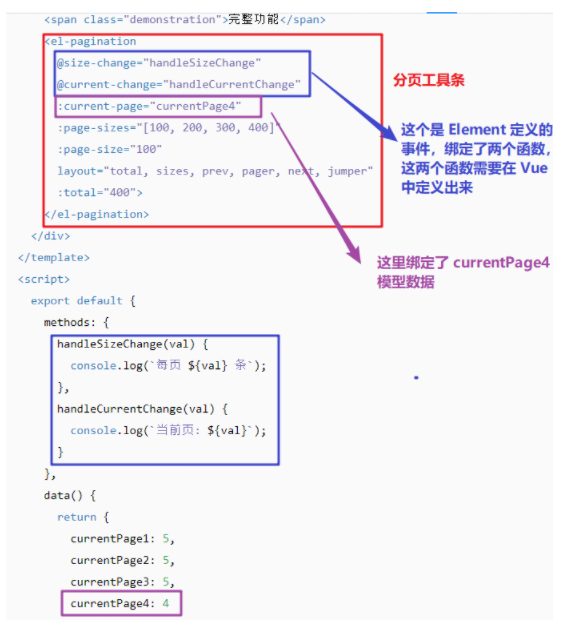 <span class="demonstration">完整功能</span>
<el-pagination
@size-change="handleSizeChange"
@current-change="handleCurrentChange"
:current-page="currentPage4"
:page-sizes="[100, 200, 300, 400]"
:page-size="100"
layout="total, sizes, prev, pager, next, jumper"
:total="400">
</el-pagination>
</div>
</template>
<script>
export default {
methods: {
handleSizeChange(val) {
console.log(`每页 ${val} 条`);
},
handleCurrentChange(val) {
console.log(`当前页: ${val}`);
}
},
data() {
return {
currentPage1: 5,
currentPage2: 5,
currentPage3: 5,
currentPage4: 4
分页工具条
这个是 Element 定义的
事件，绑定了两个函数，
这两个函数需要在 Vue
中定义出来
这里绑定了 currentPage4
模型数据